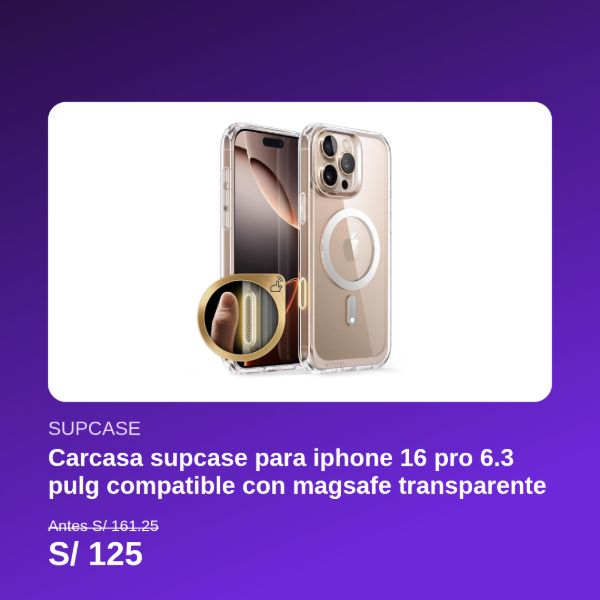 SUPCASE
Carcasa supcase para iphone 16 pro 6.3
pulg compatible con magsafe transparente
Antes S/ 161.25
S/ 125